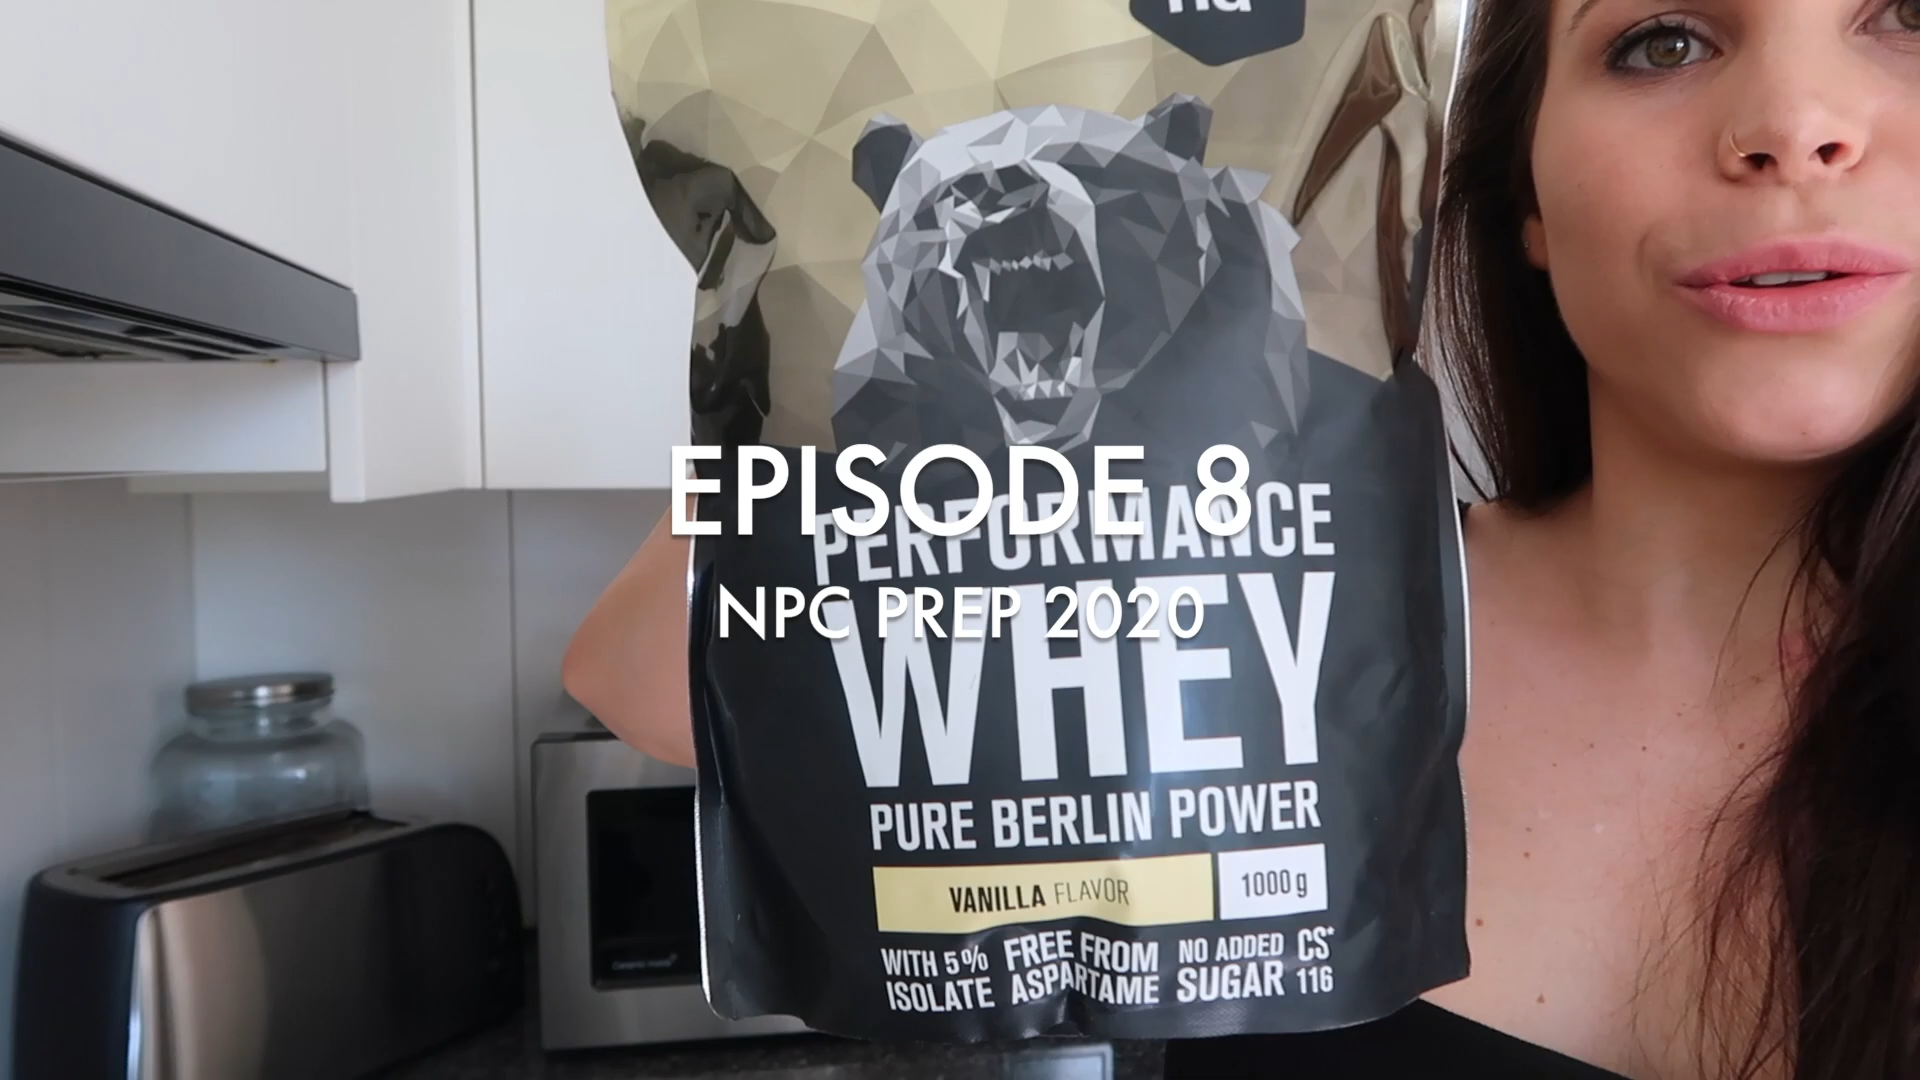 EPISODE 8
NPC PREP 2020
PERFORMANCE
WHEY
PURE BERLIN POWER
VANILLA FLAVOR
1000 g
WITH 5% ISOLATE
FREE FROM ASPARTAME
NO ADDED SUGAR
CS*
116